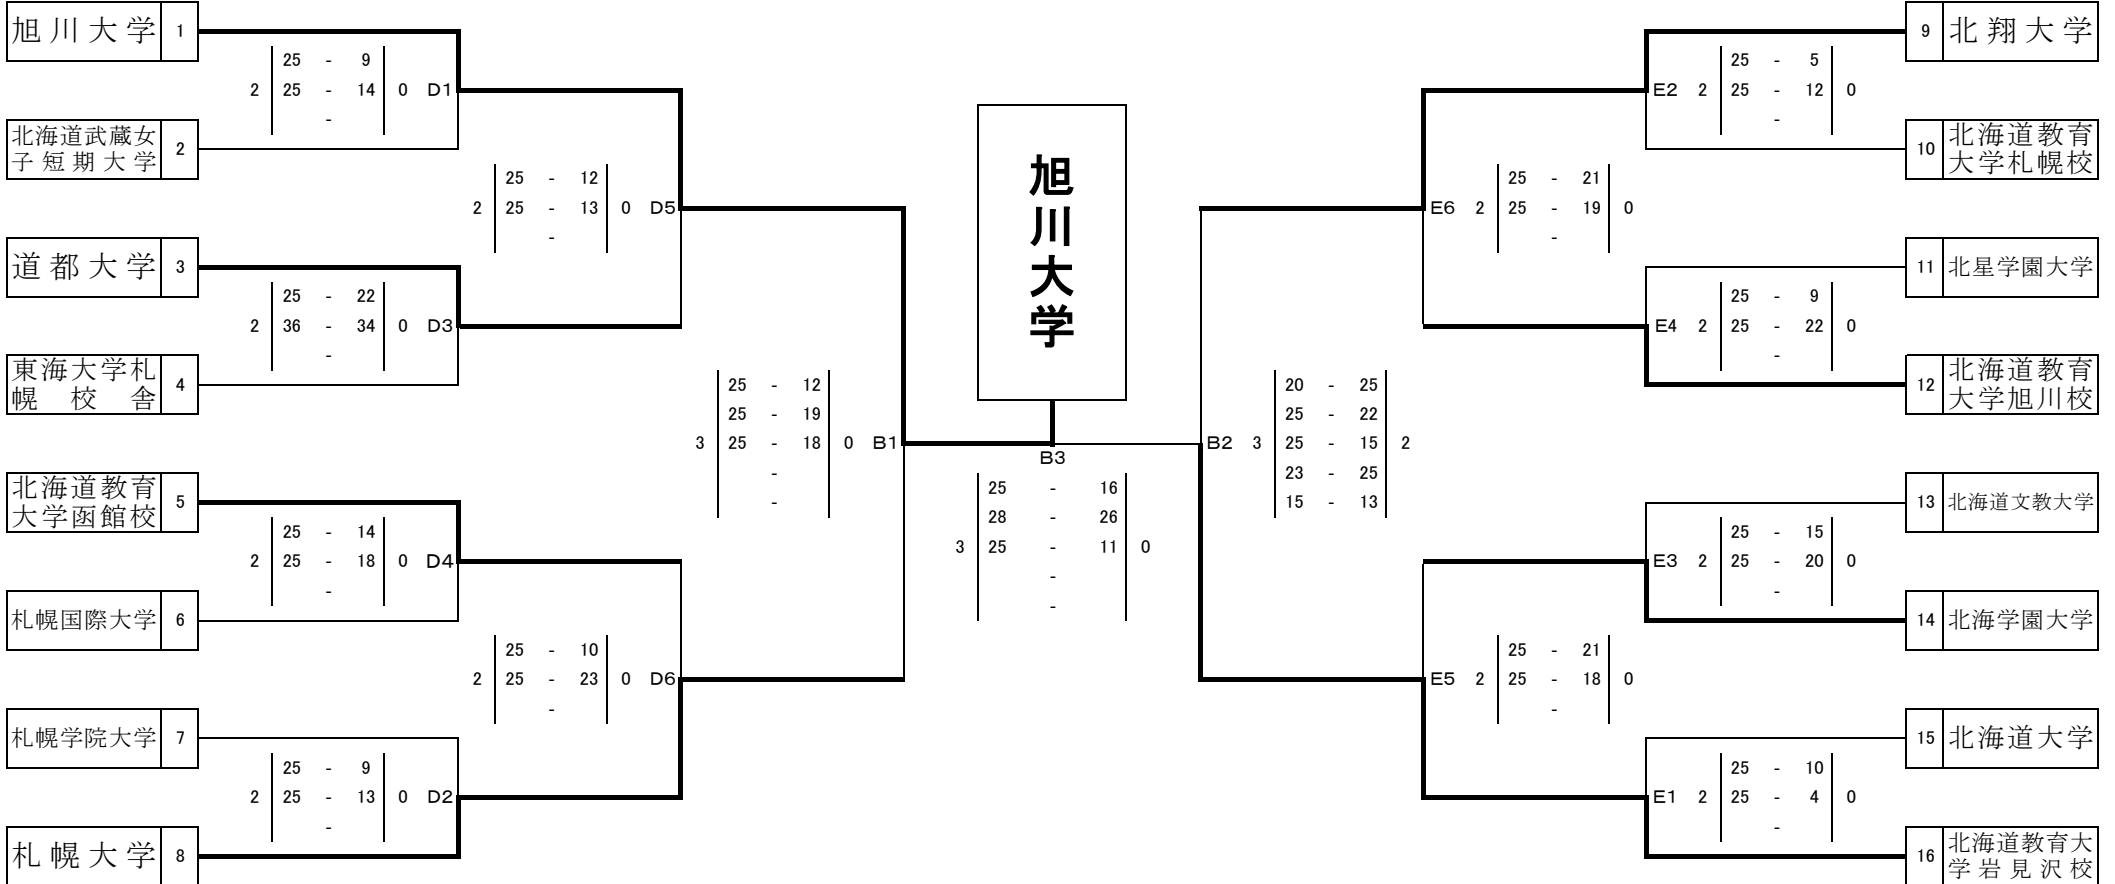 旭川大学 1
25 - 9
2 25 - 14 0 D1
-
北海道武蔵女
子短期大学 2
25 - 12
2 25 - 13 0 D5
-
道都大学 3
25 - 22
2 36 - 34 0 D3
-
東海大学札
幌校舎 4
25 - 12
25 - 19
3 25 - 18 0 B1
-
-
北海道教育
大学函館校 5
25 - 14
2 25 - 18 0 D4
-
札幌国際大学 6
25 - 10
2 25 - 23 0 D6
-
札幌学院大学 7
25 - 9
2 25 - 13 0 D2
-
札幌大学 8
旭川大学
B3
25 - 16
28 - 26
3 25 - 11 0
-
-
9 北翔大学
25 - 5
E2 2 25 - 12 0
-
10 北海道教育
大学札幌校
25 - 21
E6 2 25 - 19 0
-
11 北星学園大学
25 - 9
E4 2 25 - 22 0
-
12 北海道教育
大学旭川校
20 - 25
25 - 22
B2 3 25 - 15 2
23 - 25
15 - 13
13 北海道文教大学
25 - 15
E3 2 25 - 20 0
-
14 北海学園大学
25 - 21
E5 2 25 - 18 0
-
15 北海道大学
25 - 10
E1 2 25 - 4 0
-
16 北海道教育大
学岩見沢校